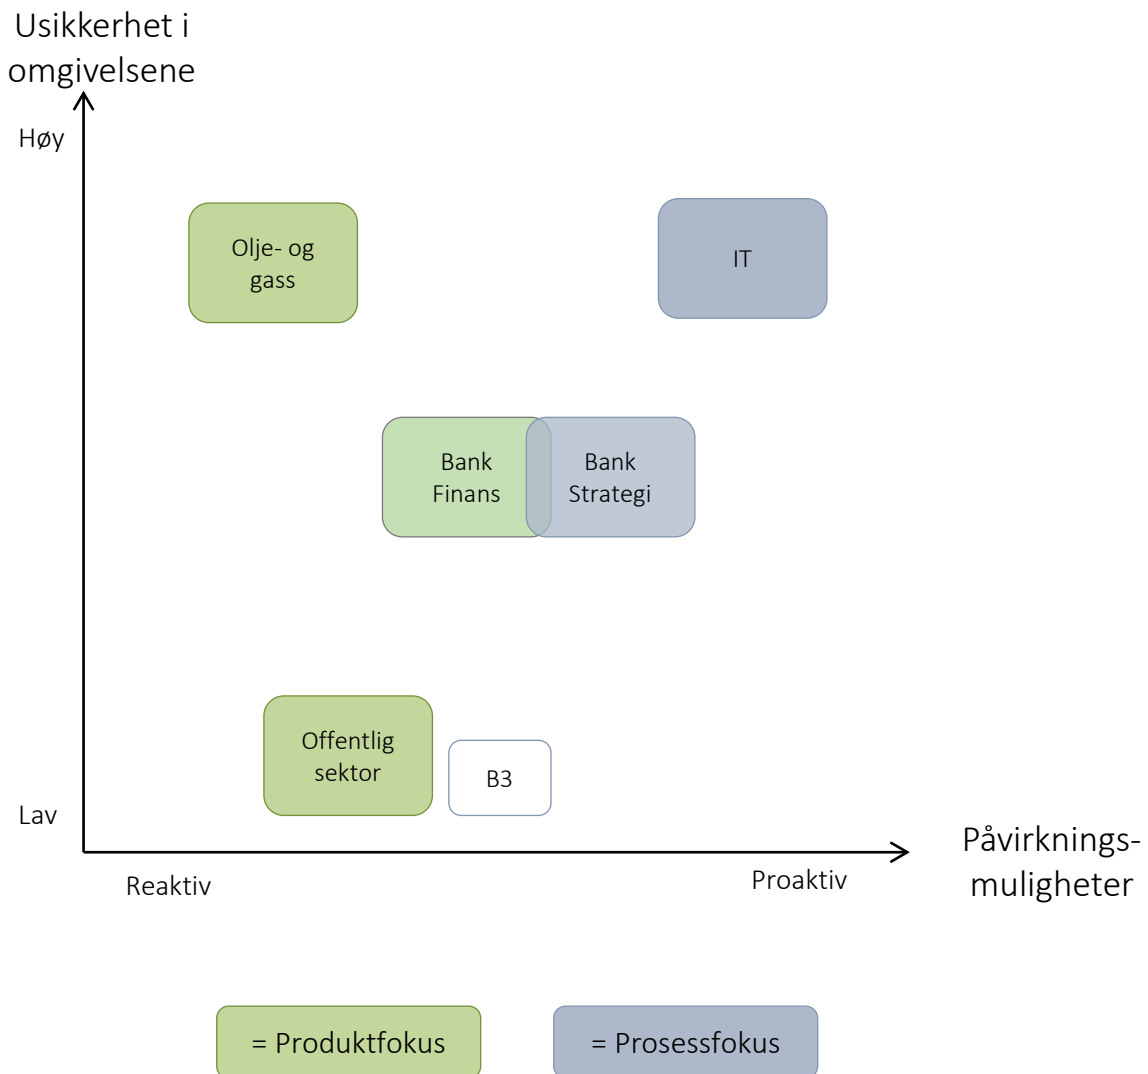 Usikkerhet i
omgivelsene
Høy
Olje- og
gass
IT
Bank
Finans
Bank
Strategi
Offentlig
sektor
B3
Lav
Reaktiv
Proaktiv
Påvirknings-
muligheter
= Produktfokus
= Prosessfokus